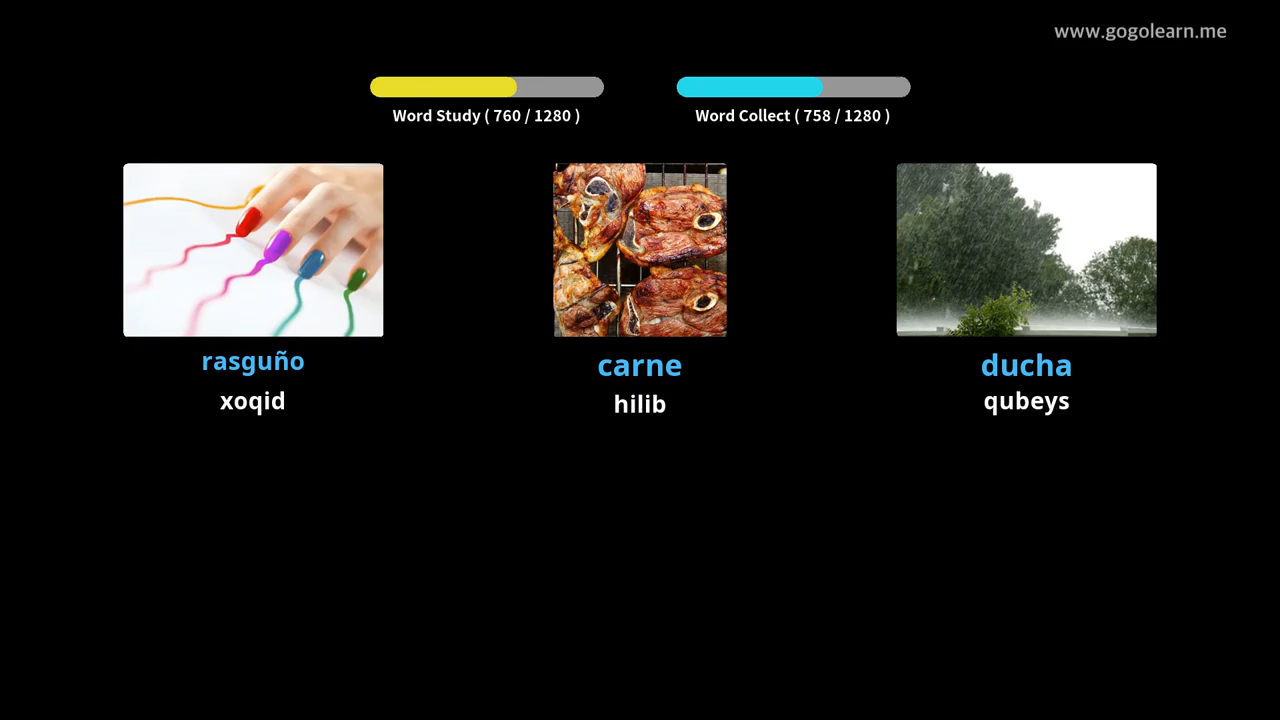 www.gogolearn.me
Word Study ( 760 / 1280 )
Word Collect ( 758 / 1280 )
rasguño
carne
ducha
xoqid
hilib
qubeys